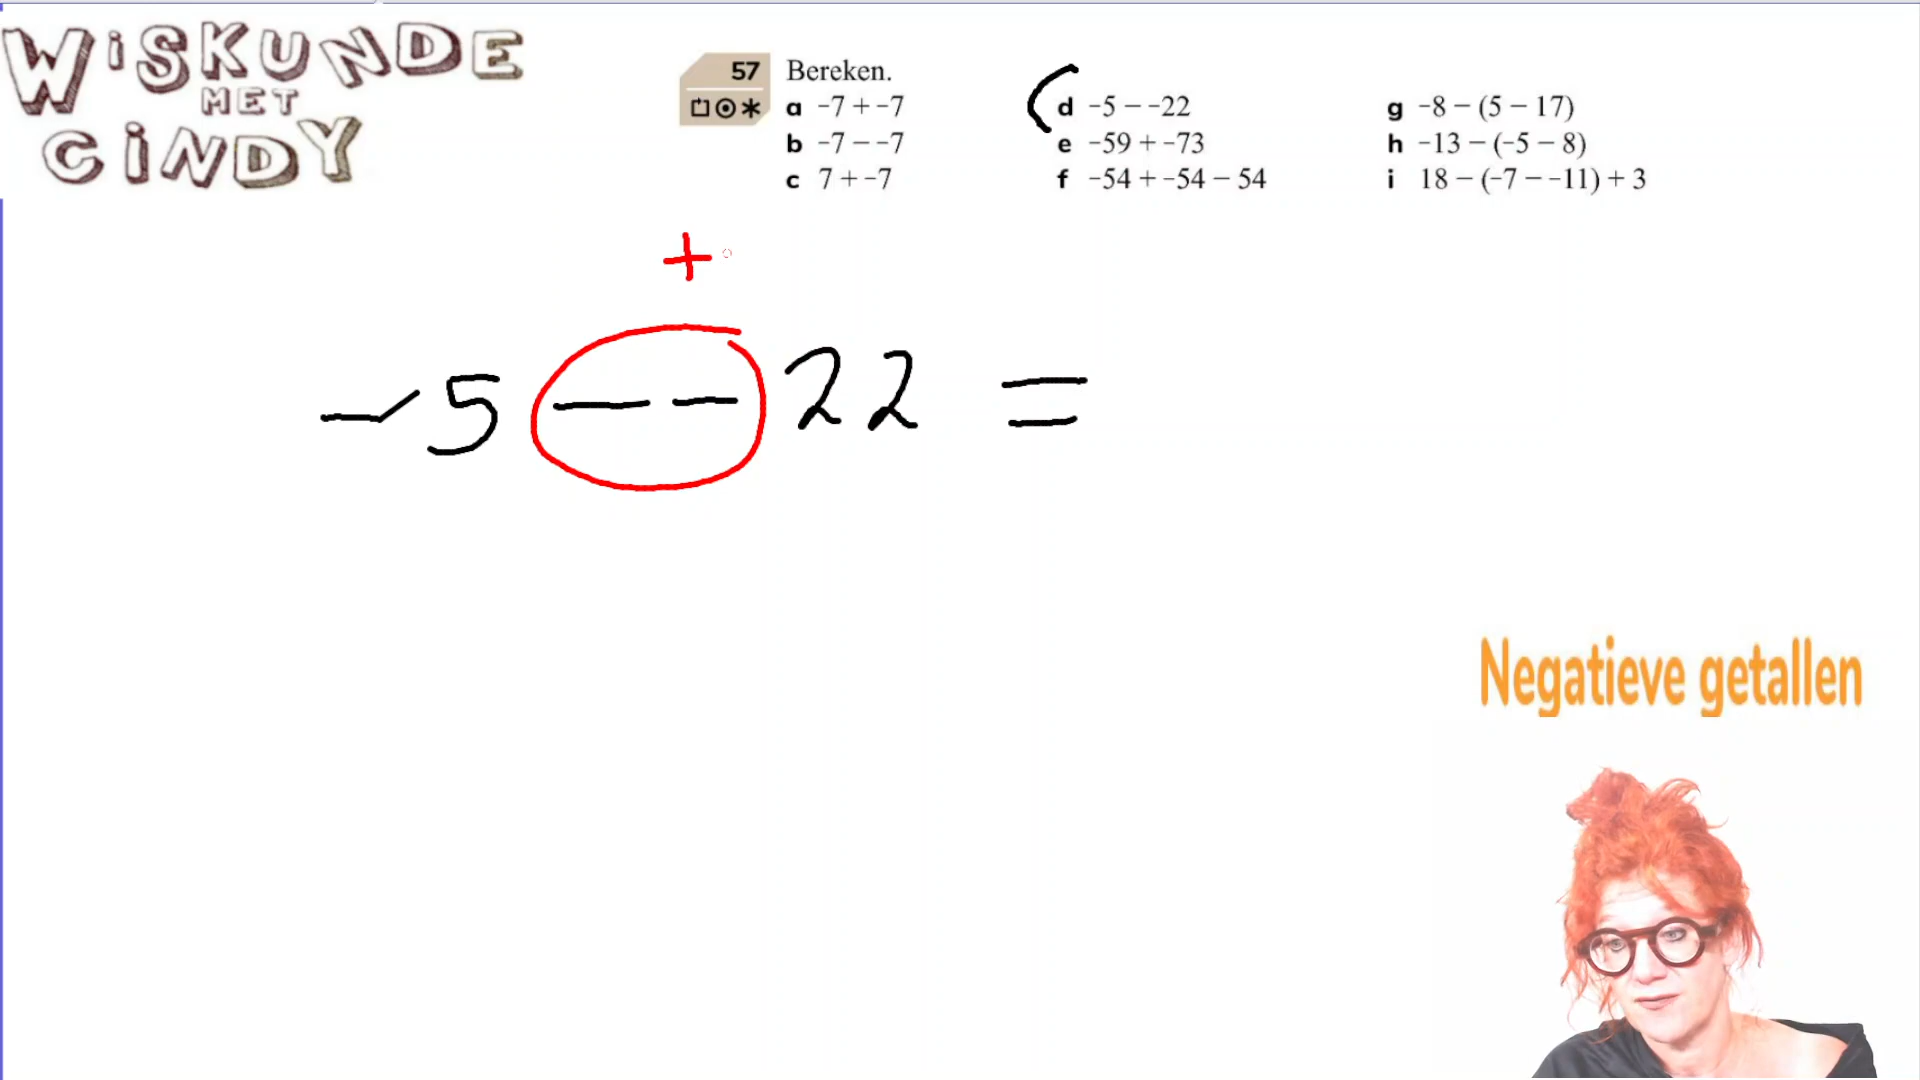 WiSKUNDE
MET
CiNDY
57 Bereken.
a -7 + -7
b -7 – -7
c 7 + -7
d -5 – -22
e -59 + -73
f -54 + -54 – 54
g -8 – (5 – 17)
h -13 – (-5 – 8)
i 18 – (-7 – -11) + 3
+
-5 – - 22 =
Negatieve getallen